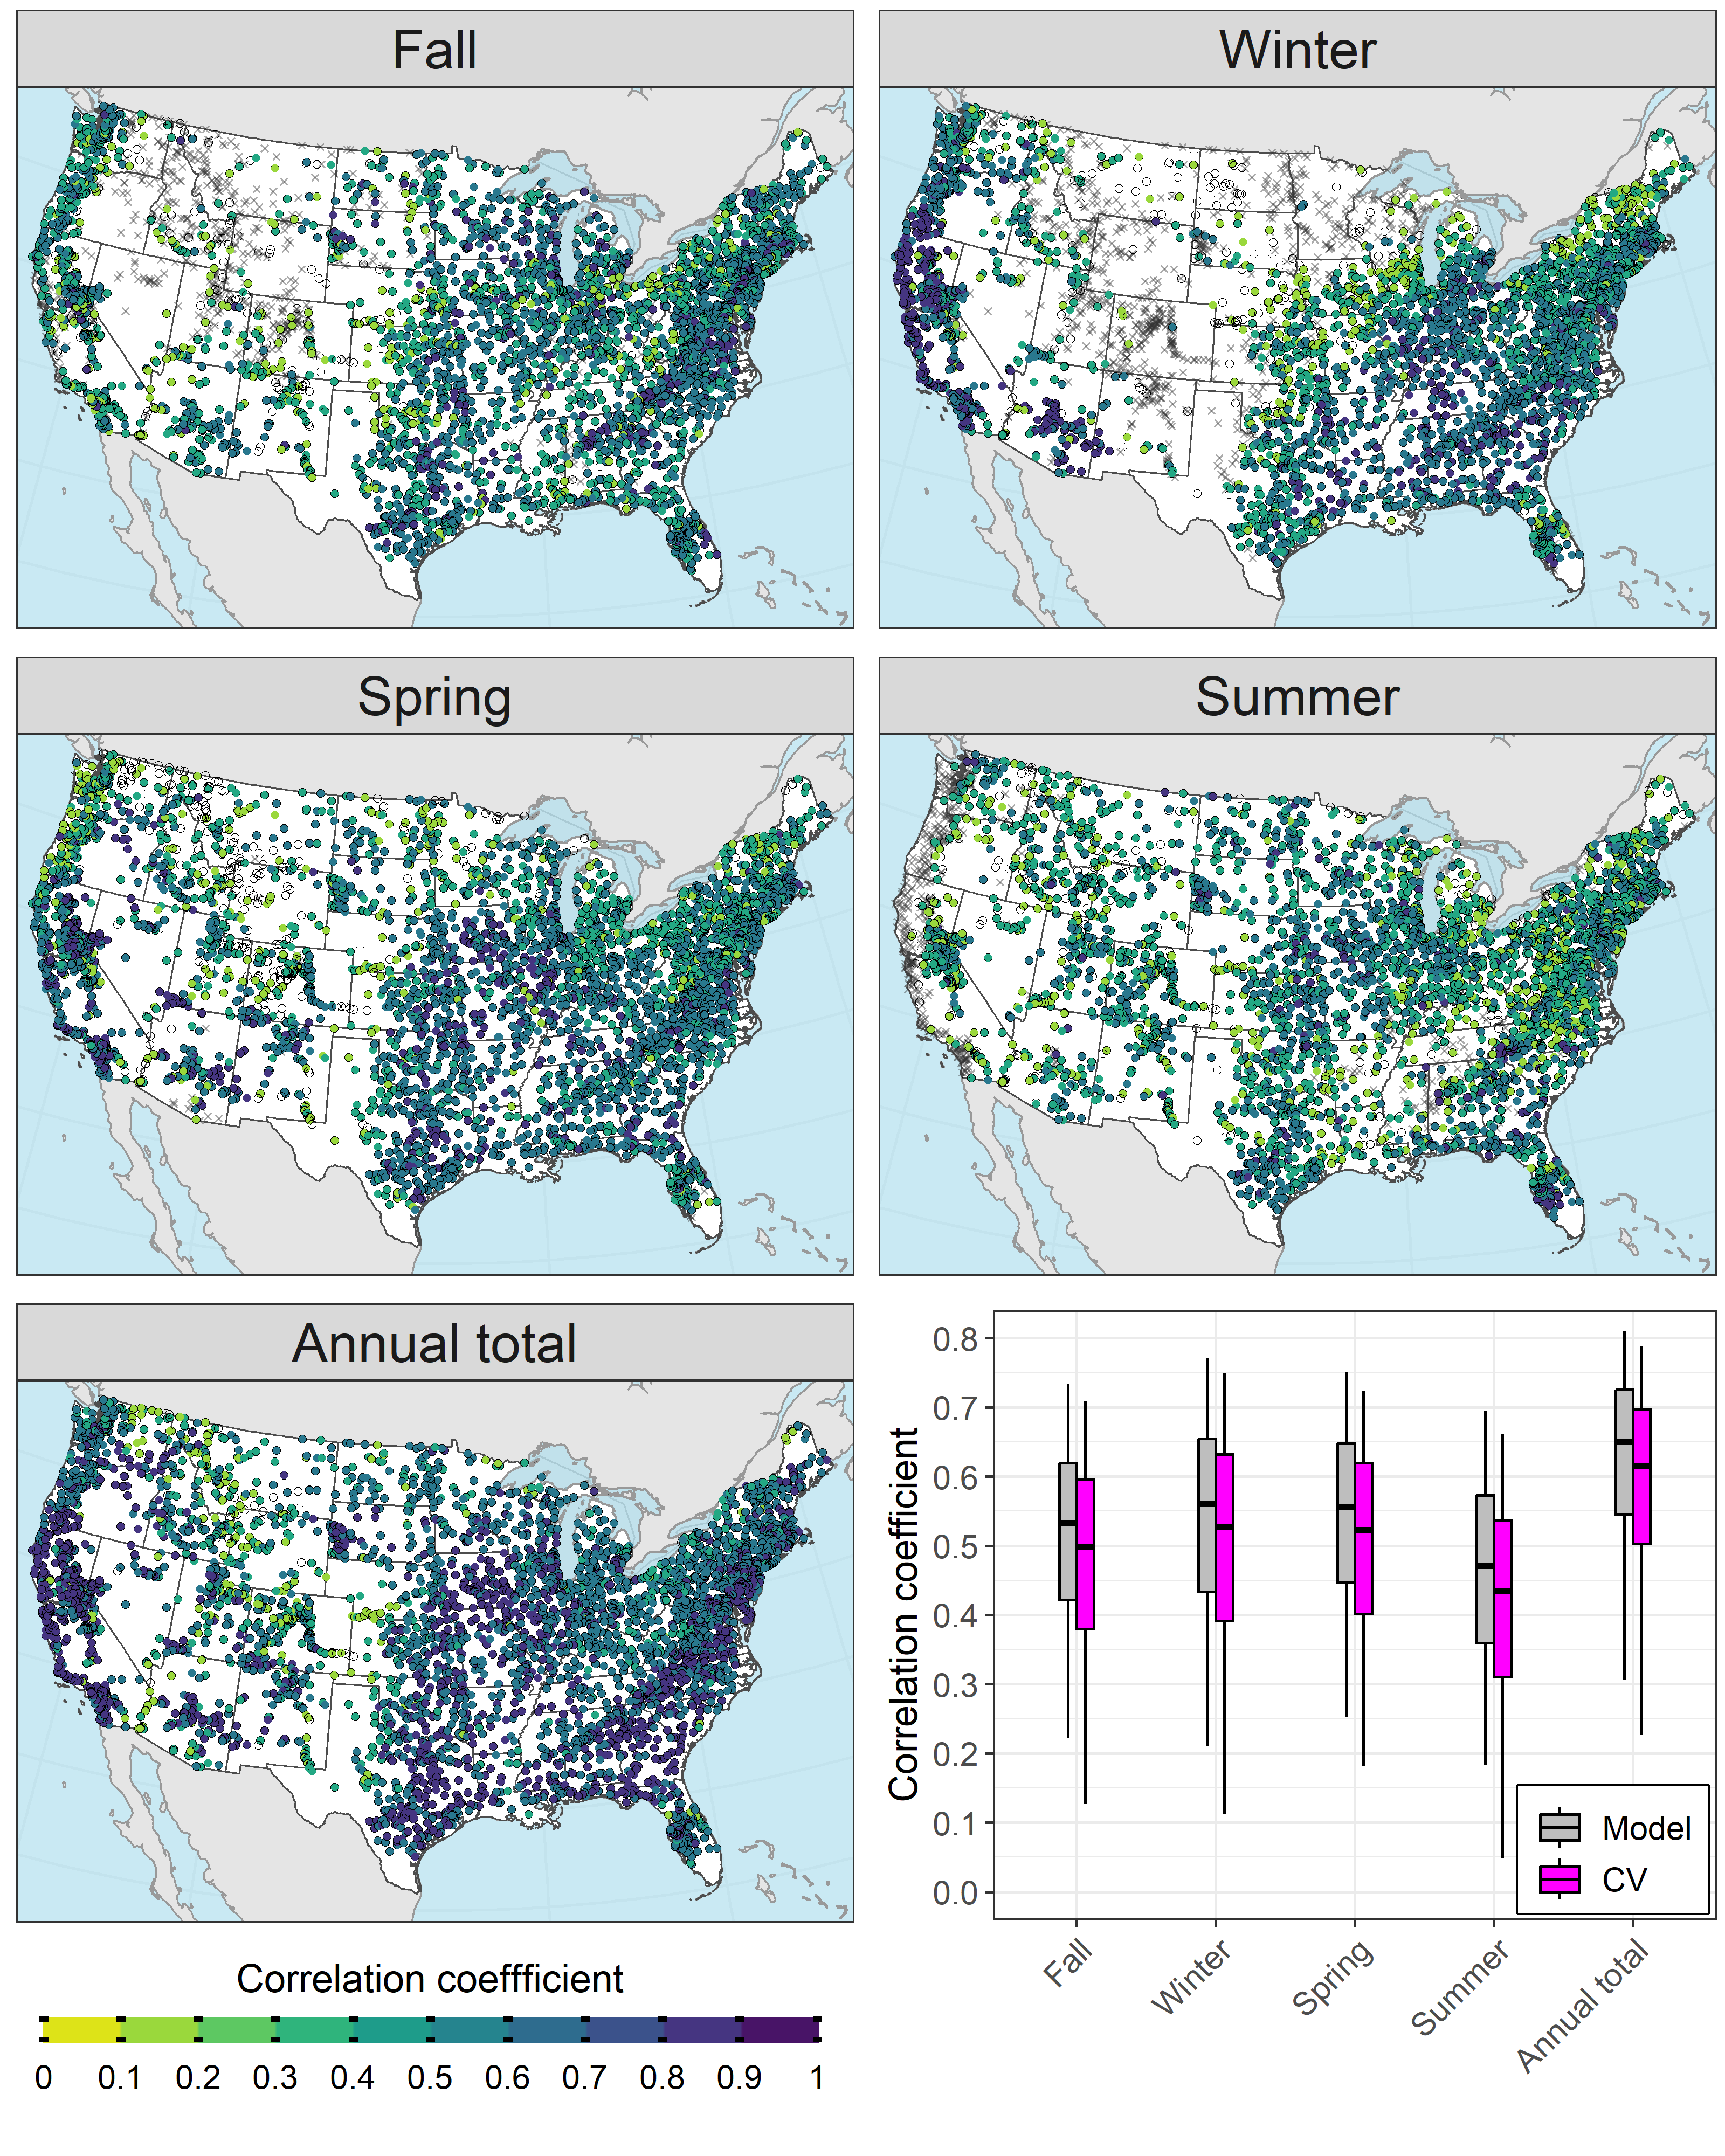 Fall
Winter
Spring
Summer
Annual total
0.8
0.7
0.6
0.5
0.4
0.3
0.2
0.1
0.0
Correlation coefficient
Model
CV
Fall
Winter
Spring
Summer
Annual total
Correlation coeffficient
0 0.1 0.2 0.3 0.4 0.5 0.6 0.7 0.8 0.9 1